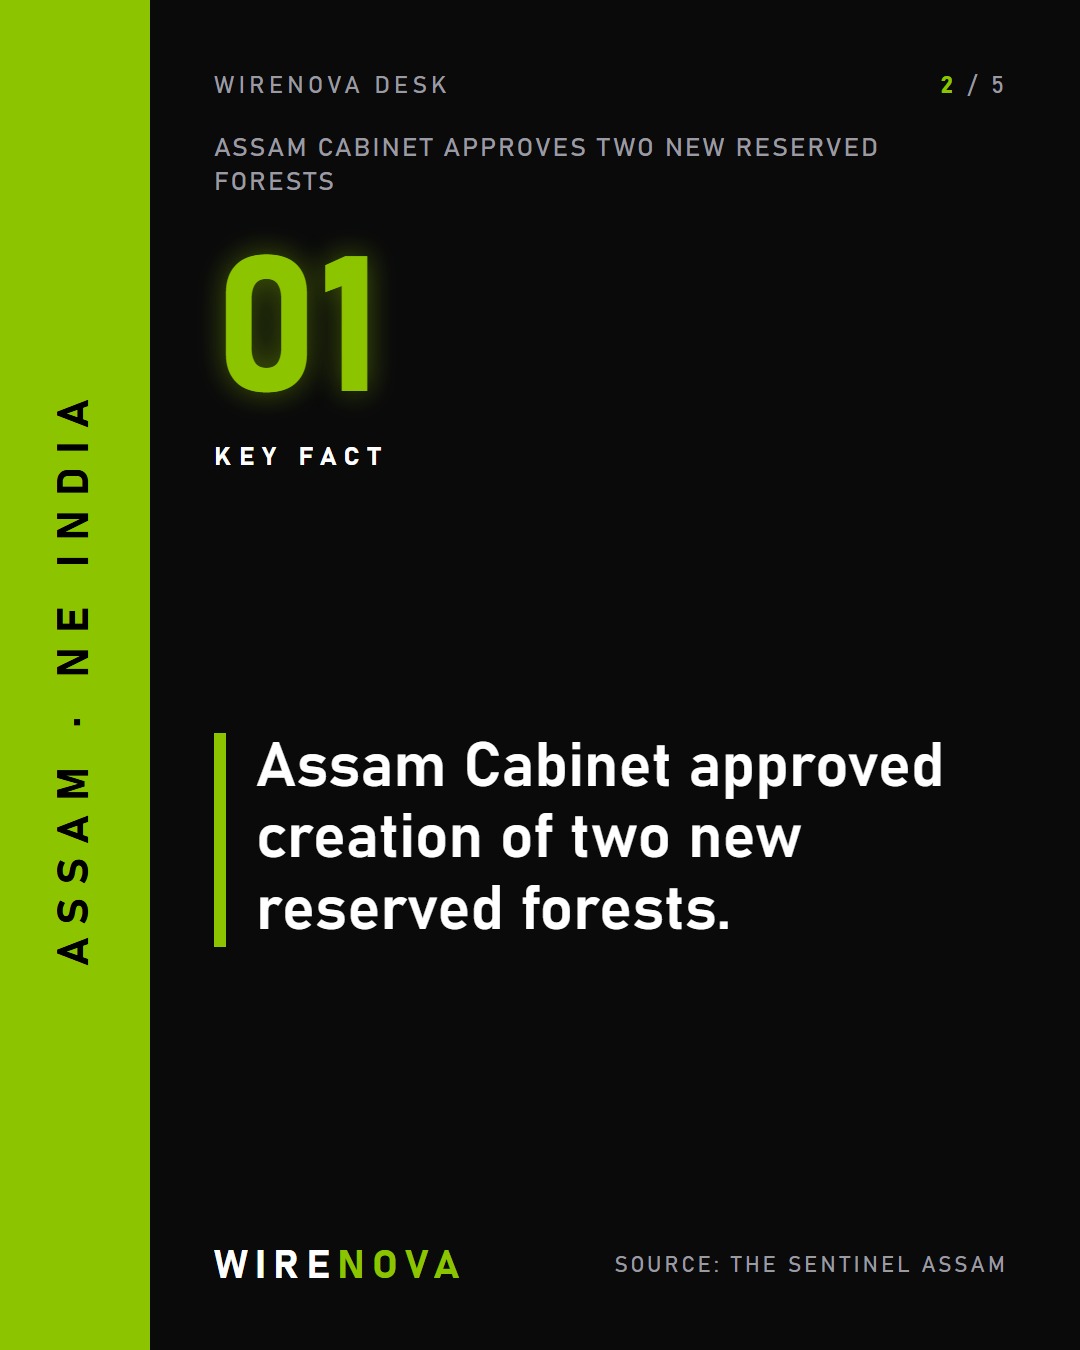 ASSAM · NE INDIA
WIRENOVA DESK
2 / 5
ASSAM CABINET APPROVES TWO NEW RESERVED
FORESTS
01
KEY FACT
Assam Cabinet approved
creation of two new
reserved forests.
WIRENOVA
SOURCE: THE SENTINEL ASSAM